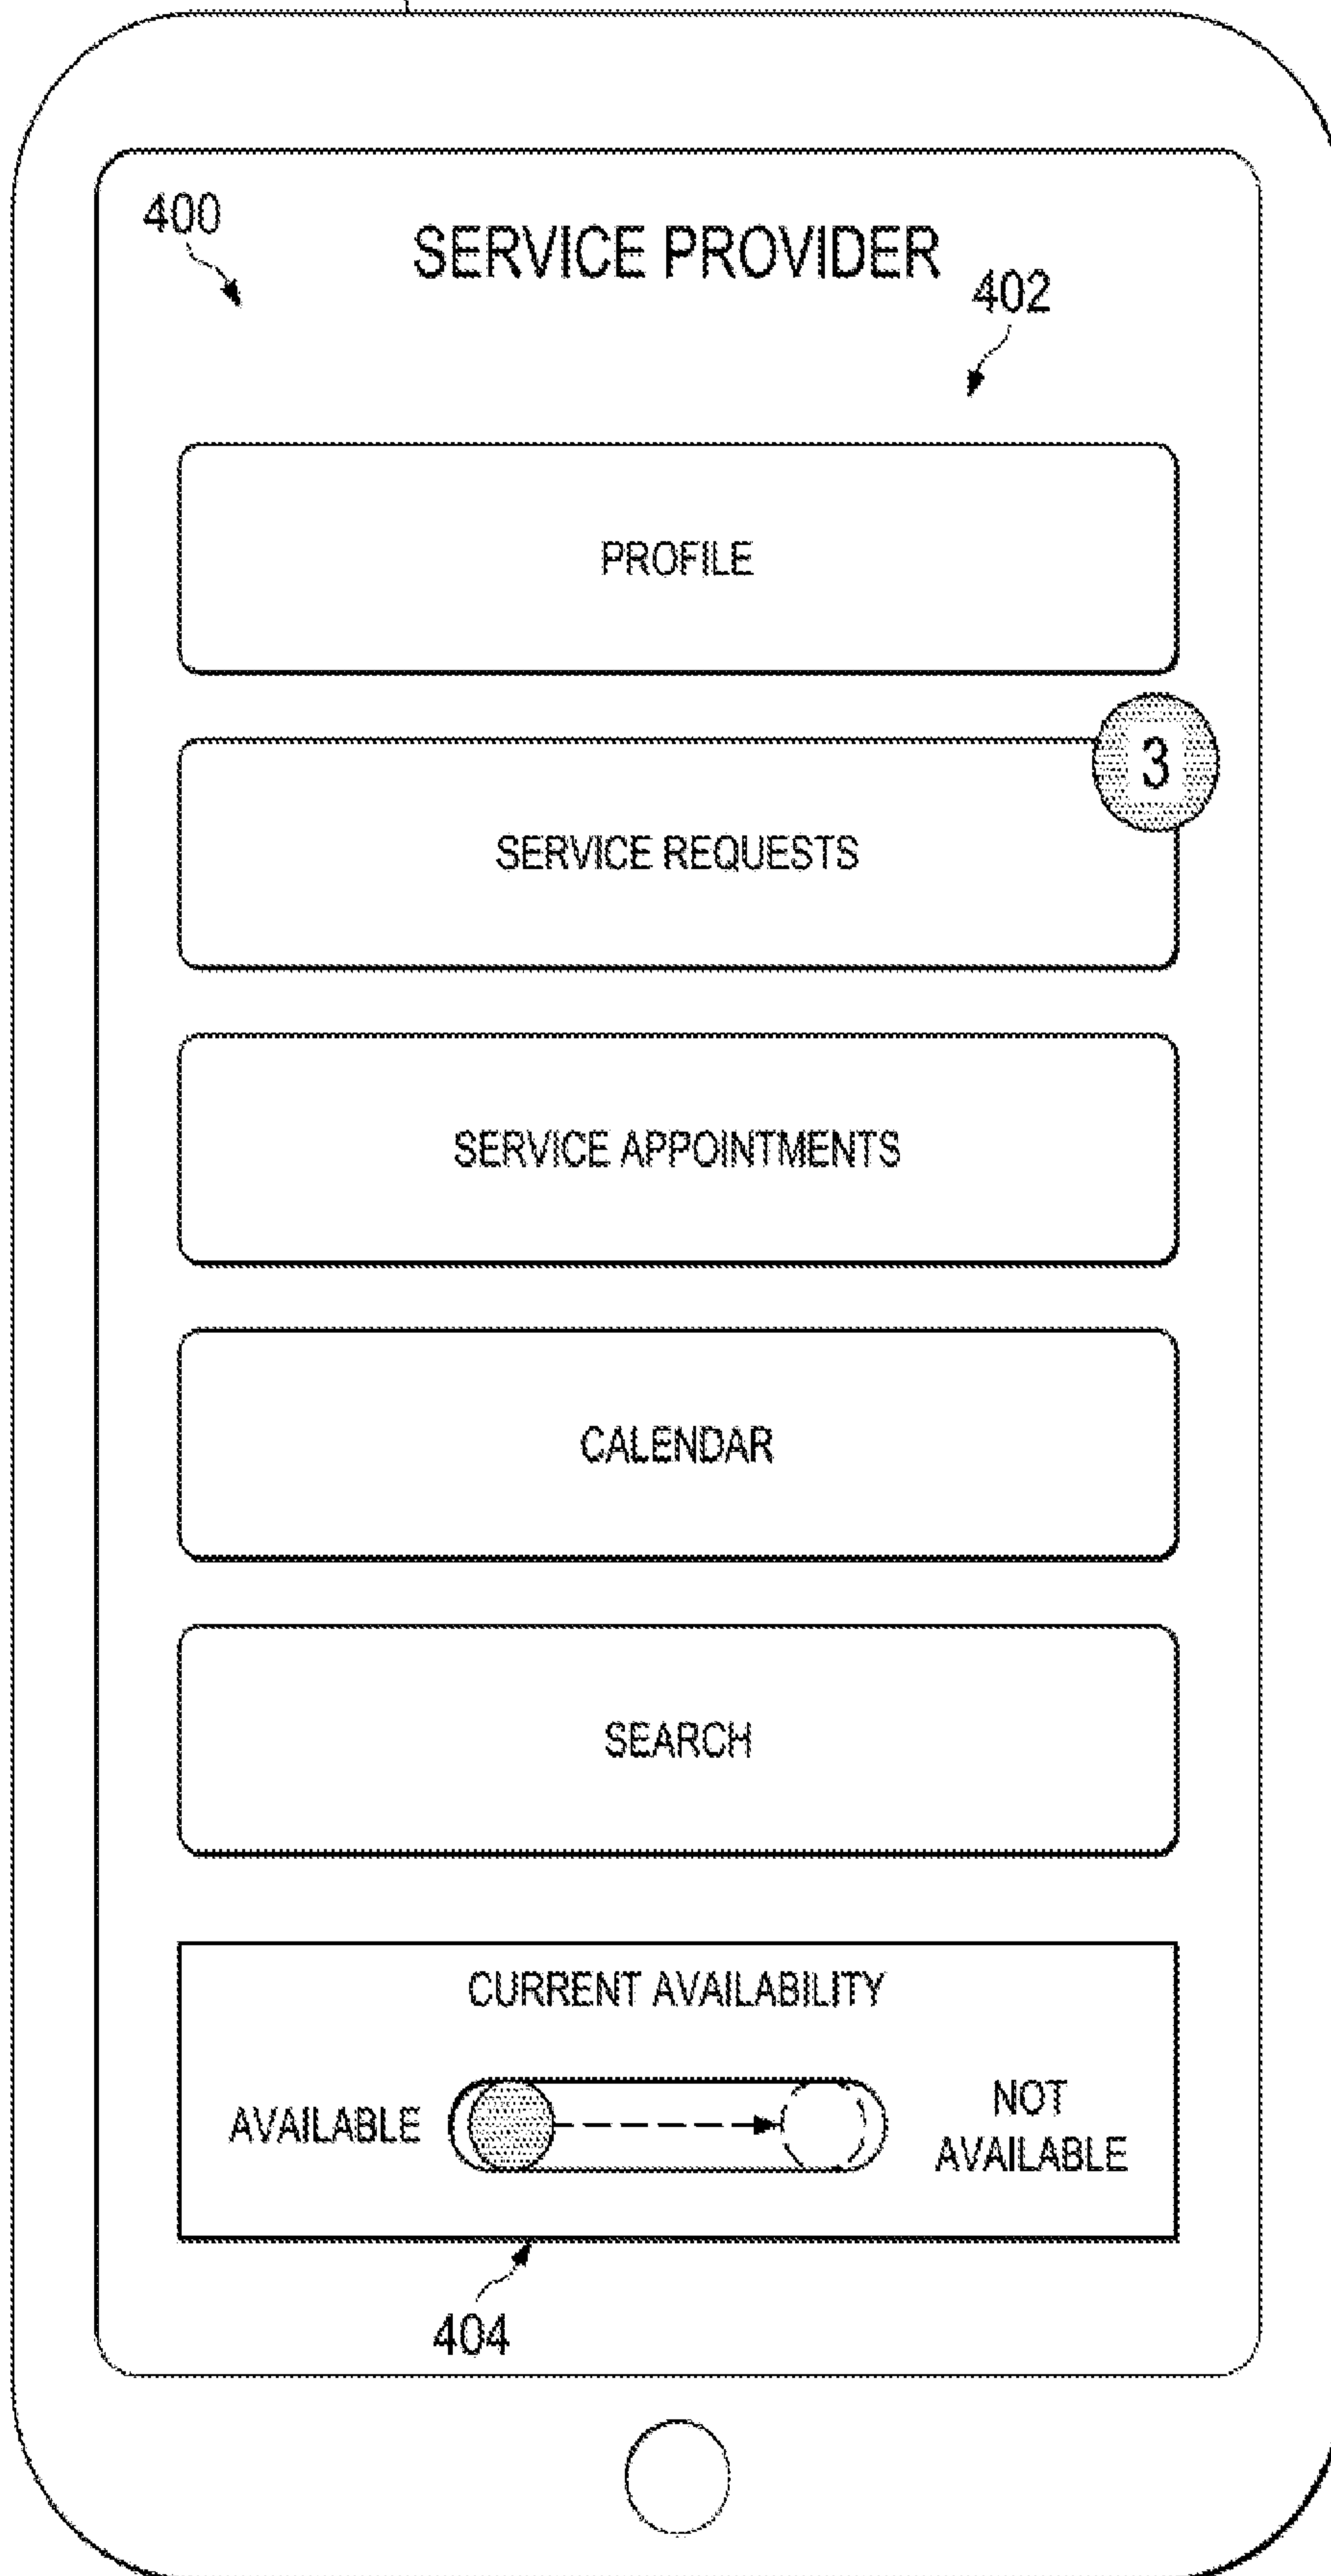 400
SERVICE PROVIDER
402
PROFILE
3
SERVICE REQUESTS
SERVICE APPOINTMENTS
CALENDAR
SEARCH
CURRENT AVAILABILITY
AVAILABLE
NOT
AVAILABLE
404